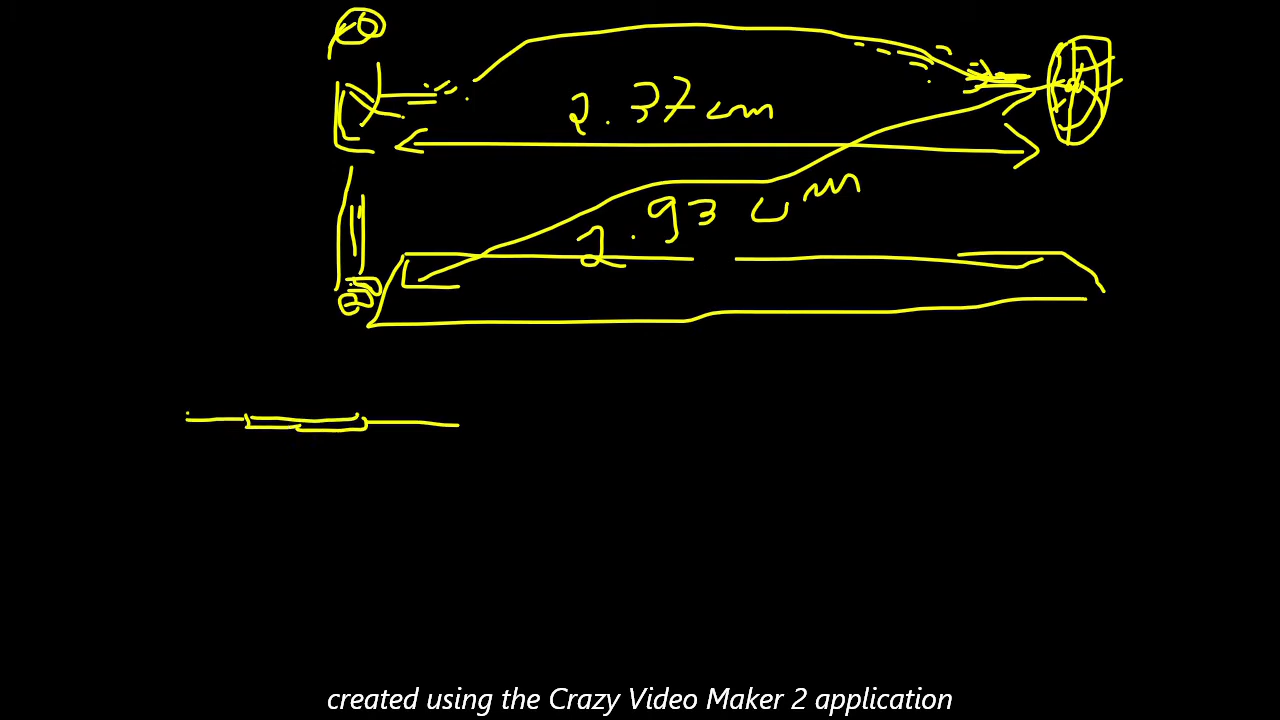 2.37 cm
2.93 cm
created using the Crazy Video Maker 2 application